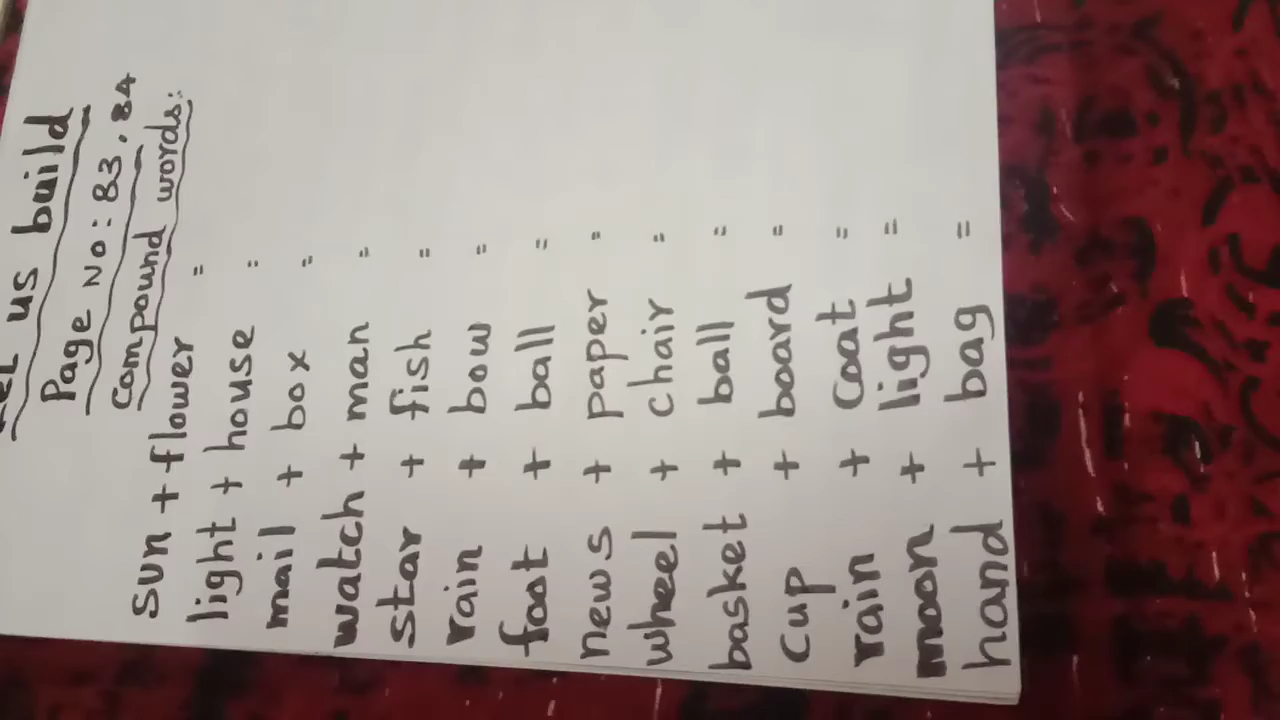 Let us build
Page No: 83, 84
Compound words:
sun + flower =
light + house =
mail + box =
watch + man =
star + fish =
rain + bow =
foot + ball =
news + paper =
wheel + chair =
basket + ball =
cup + board =
rain + coat =
moon + light =
hand + bag =